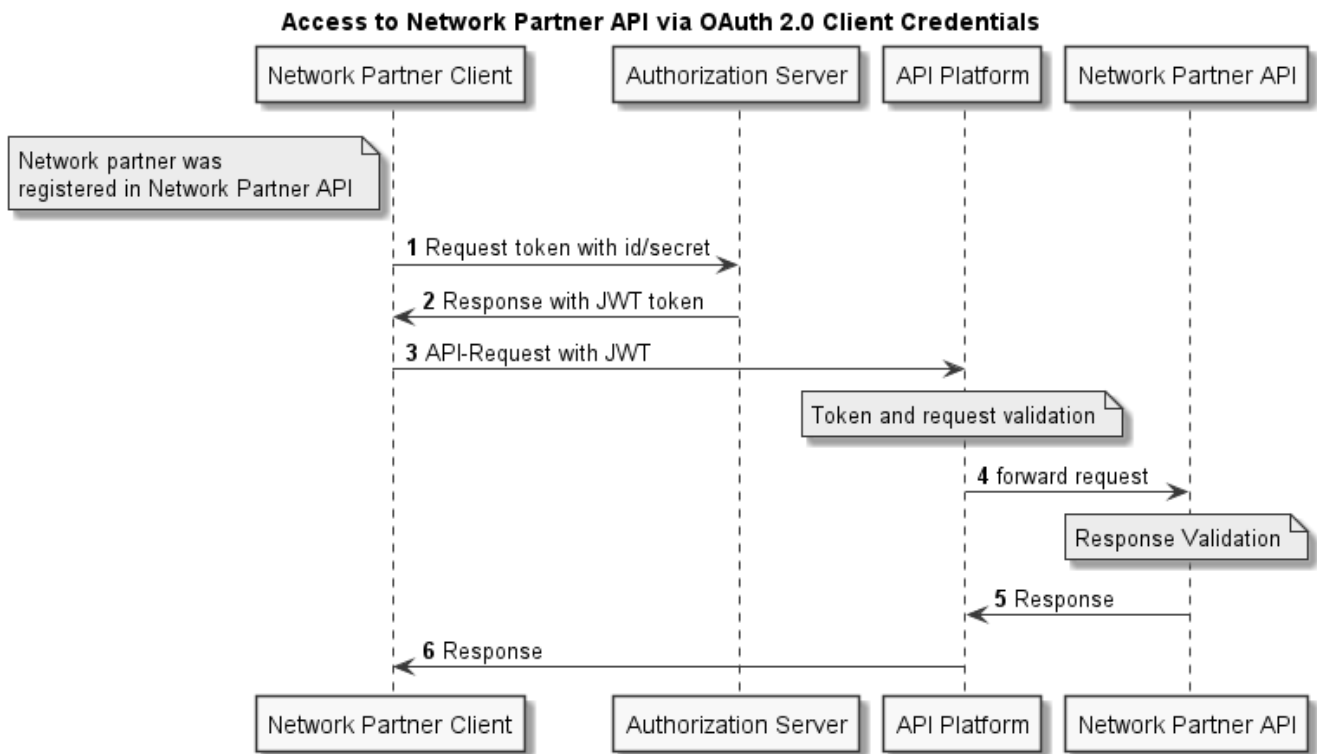 Access to Network Partner API via OAuth 2.0 Client Credentials
Network Partner Client
Authorization Server
API Platform
Network Partner API
Network partner was
registered in Network Partner API
1 Request token with id/secret
2 Response with JWT token
3 API-Request with JWT
Token and request validation
4 forward request
Response Validation
5 Response
6 Response
Network Partner Client
Authorization Server
API Platform
Network Partner API